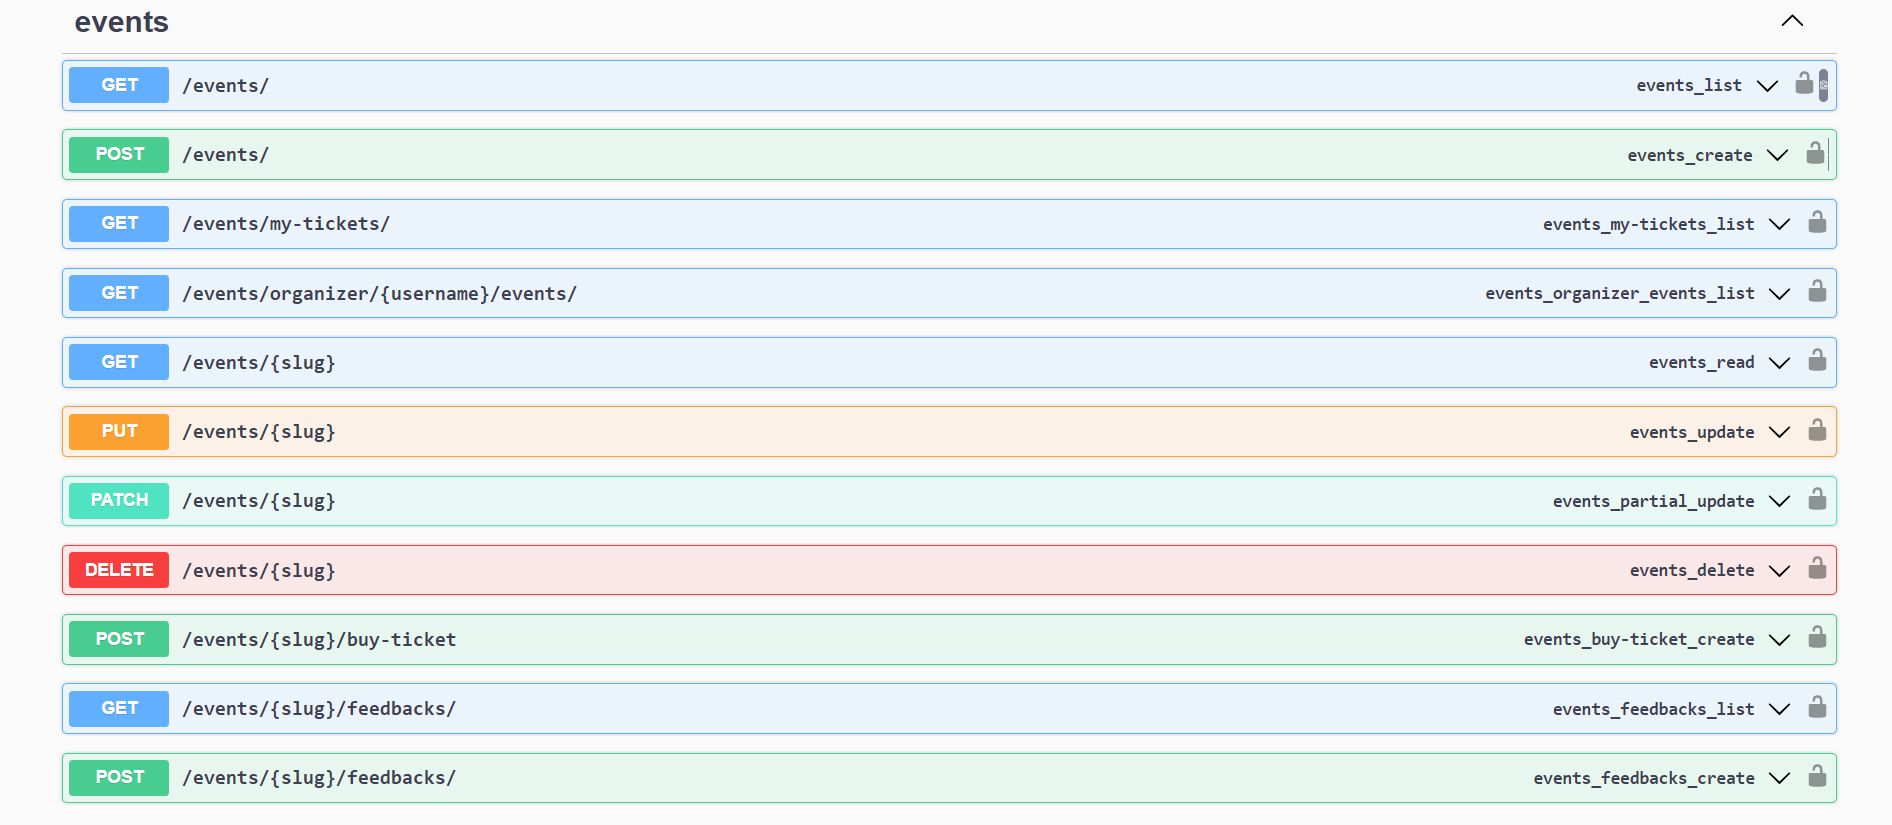 events
GET /events/ events_list
POST /events/ events_create
GET /events/my-tickets/ events_my-tickets_list
GET /events/organizer/{username}/events/ events_organizer_events_list
GET /events/{slug} events_read
PUT /events/{slug} events_update
PATCH /events/{slug} events_partial_update
DELETE /events/{slug} events_delete
POST /events/{slug}/buy-ticket events_buy-ticket_create
GET /events/{slug}/feedbacks/ events_feedbacks_list
POST /events/{slug}/feedbacks/ events_feedbacks_create